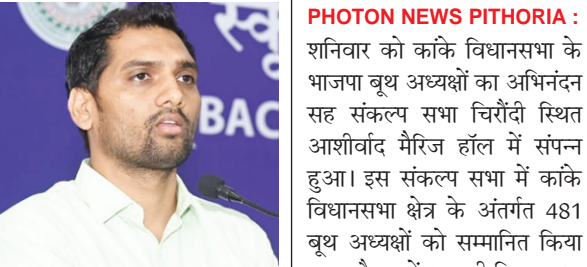 स्कू
BAC
PHOTON NEWS PITHORIA :
शनिवार को कांके विधानसभा के
भाजपा बूथ अध्यक्षों का अभिनंदन
सह संकल्प सभा चिरौंदी स्थित
आशीर्वाद मैरिज हॉल में संपन्न
हुआ। इस संकल्प सभा में कांके
विधानसभा क्षेत्र के अंतर्गत 481
बूथ अध्यक्षों को सम्मानित किया